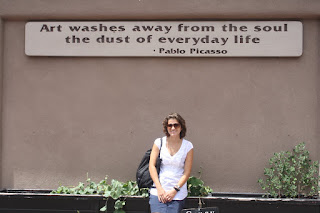 Art washes away from the soul
the dust of everyday life
· Pablo Picasso